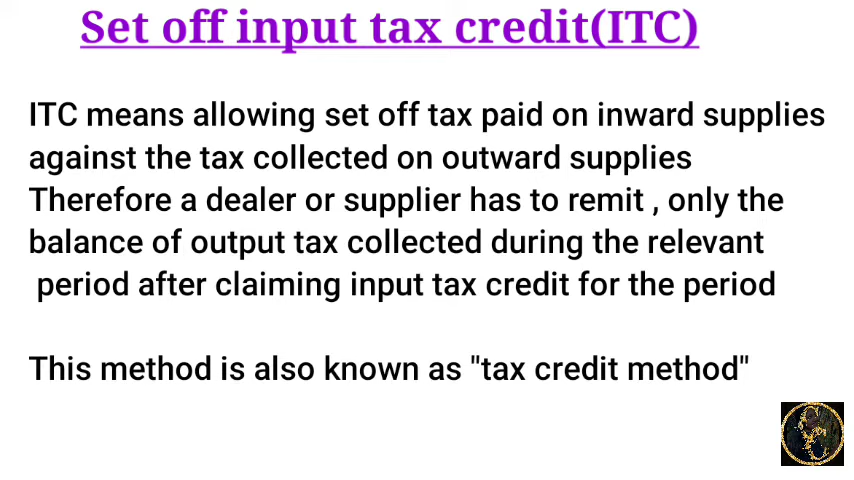 Set off input tax credit(ITC)
ITC means allowing set off tax paid on inward supplies
against the tax collected on outward supplies
Therefore a dealer or supplier has to remit , only the
balance of output tax collected during the relevant
period after claiming input tax credit for the period
This method is also known as "tax credit method"